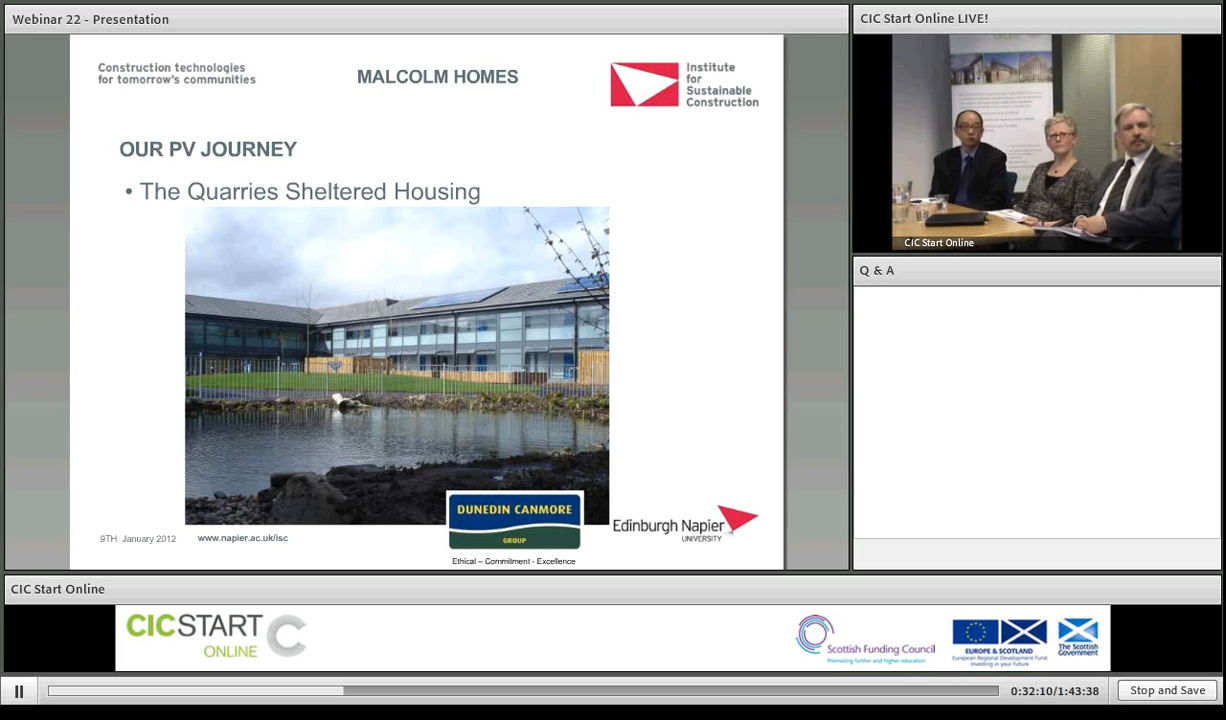 Webinar 22 - Presentation
CIC Start Online LIVE!
Construction technologies
for tomorrow's communities
MALCOLM HOMES
Institute
for
Sustainable
Construction
OUR PV JOURNEY
• The Quarries Sheltered Housing
CIC Start Online
Q & A
DUNEDIN CANMORE
GROUP
Ethical – Commitment - Excellence
Edinburgh Napier
UNIVERSITY
9TH January 2012
www.napier.ac.uk/isc
CIC Start Online
CICSTART
ONLINE
Scottish Funding Council
Promoting further and higher education
EUROPE & SCOTLAND
European Regional Development Fund
Investing in your Future
The Scottish
Government
0:32:10/1:43:38
Stop and Save